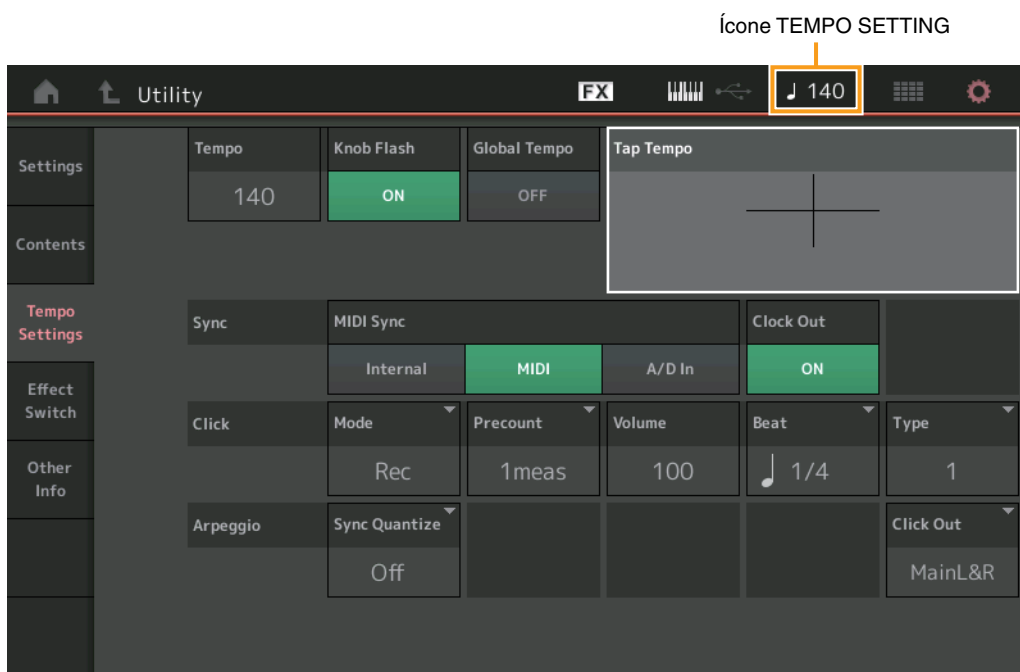 Ícone TEMPO SETTING
Utility
FX
♩ 140
Settings
Contents
Tempo
Settings
Effect
Switch
Other
Info
Tempo
140
Knob Flash
ON
Global Tempo
OFF
Tap Tempo
Sync
MIDI Sync
Internal
MIDI
A/D In
Clock Out
ON
Click
Mode
Rec
Precount
1meas
Volume
100
Beat
♩ 1/4
Type
1
Arpeggio
Sync Quantize
Off
Click Out
MainL&R